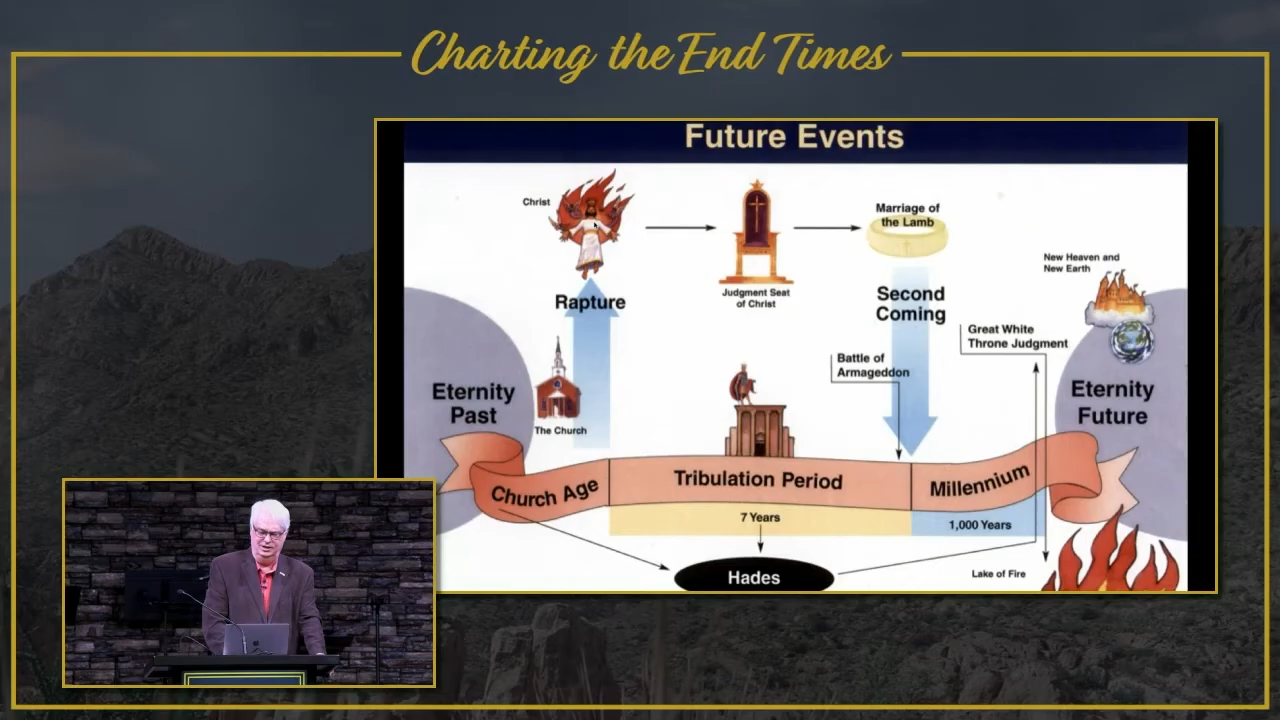 Charting the End Times
Future Events
Christ
Rapture
Judgment Seat
of Christ
Marriage of
the Lamb
Second
Coming
New Heaven and
New Earth
Great White
Throne Judgment
Battle of
Armageddon
Eternity
Past
The Church
Eternity
Future
Church Age
Tribulation Period
Millennium
7 Years
1,000 Years
Hades
Lake of Fire